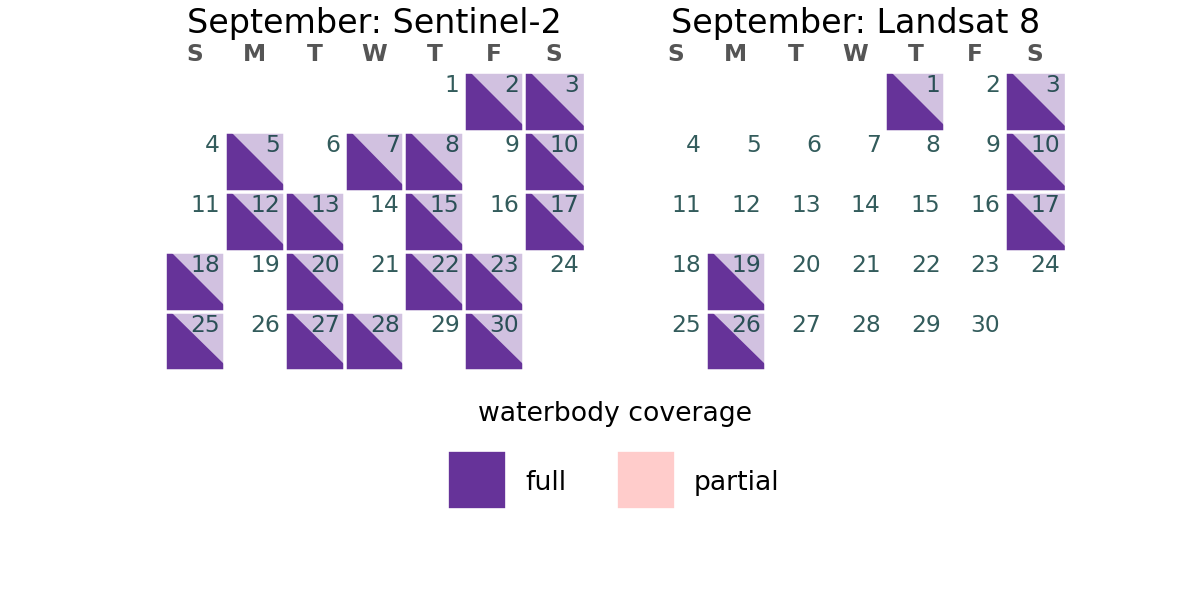 September: Sentinel-2
S M T W T F S
1 2 3
4 5 6 7 8 9 10
11 12 13 14 15 16 17
18 19 20 21 22 23 24
25 26 27 28 29 30
September: Landsat 8
S M T W T F S
1 2 3
4 5 6 7 8 9 10
11 12 13 14 15 16 17
18 19 20 21 22 23 24
25 26 27 28 29 30
waterbody coverage
full partial